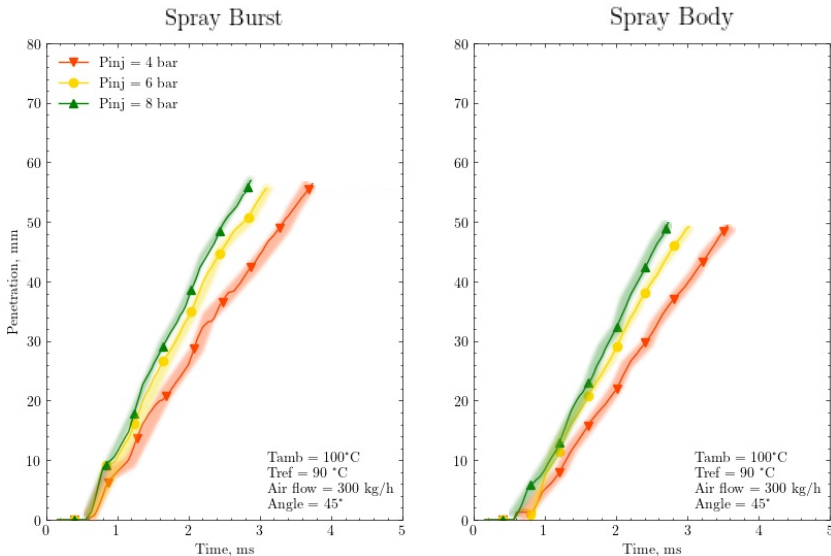 Spray Burst
Spray Body
80
70
60
50
40
30
20
10
0
Penetration, mm
Pinj = 4 bar
Pinj = 6 bar
Pinj = 8 bar
Tamb = 100°C
Tref = 90 °C
Air flow = 300 kg/h
Angle = 45°
0 1 2 3 4 5
Time, ms
80
70
60
50
40
30
20
10
0
Tamb = 100°C
Tref = 90 °C
Air flow = 300 kg/h
Angle = 45°
0 1 2 3 4 5
Time, ms